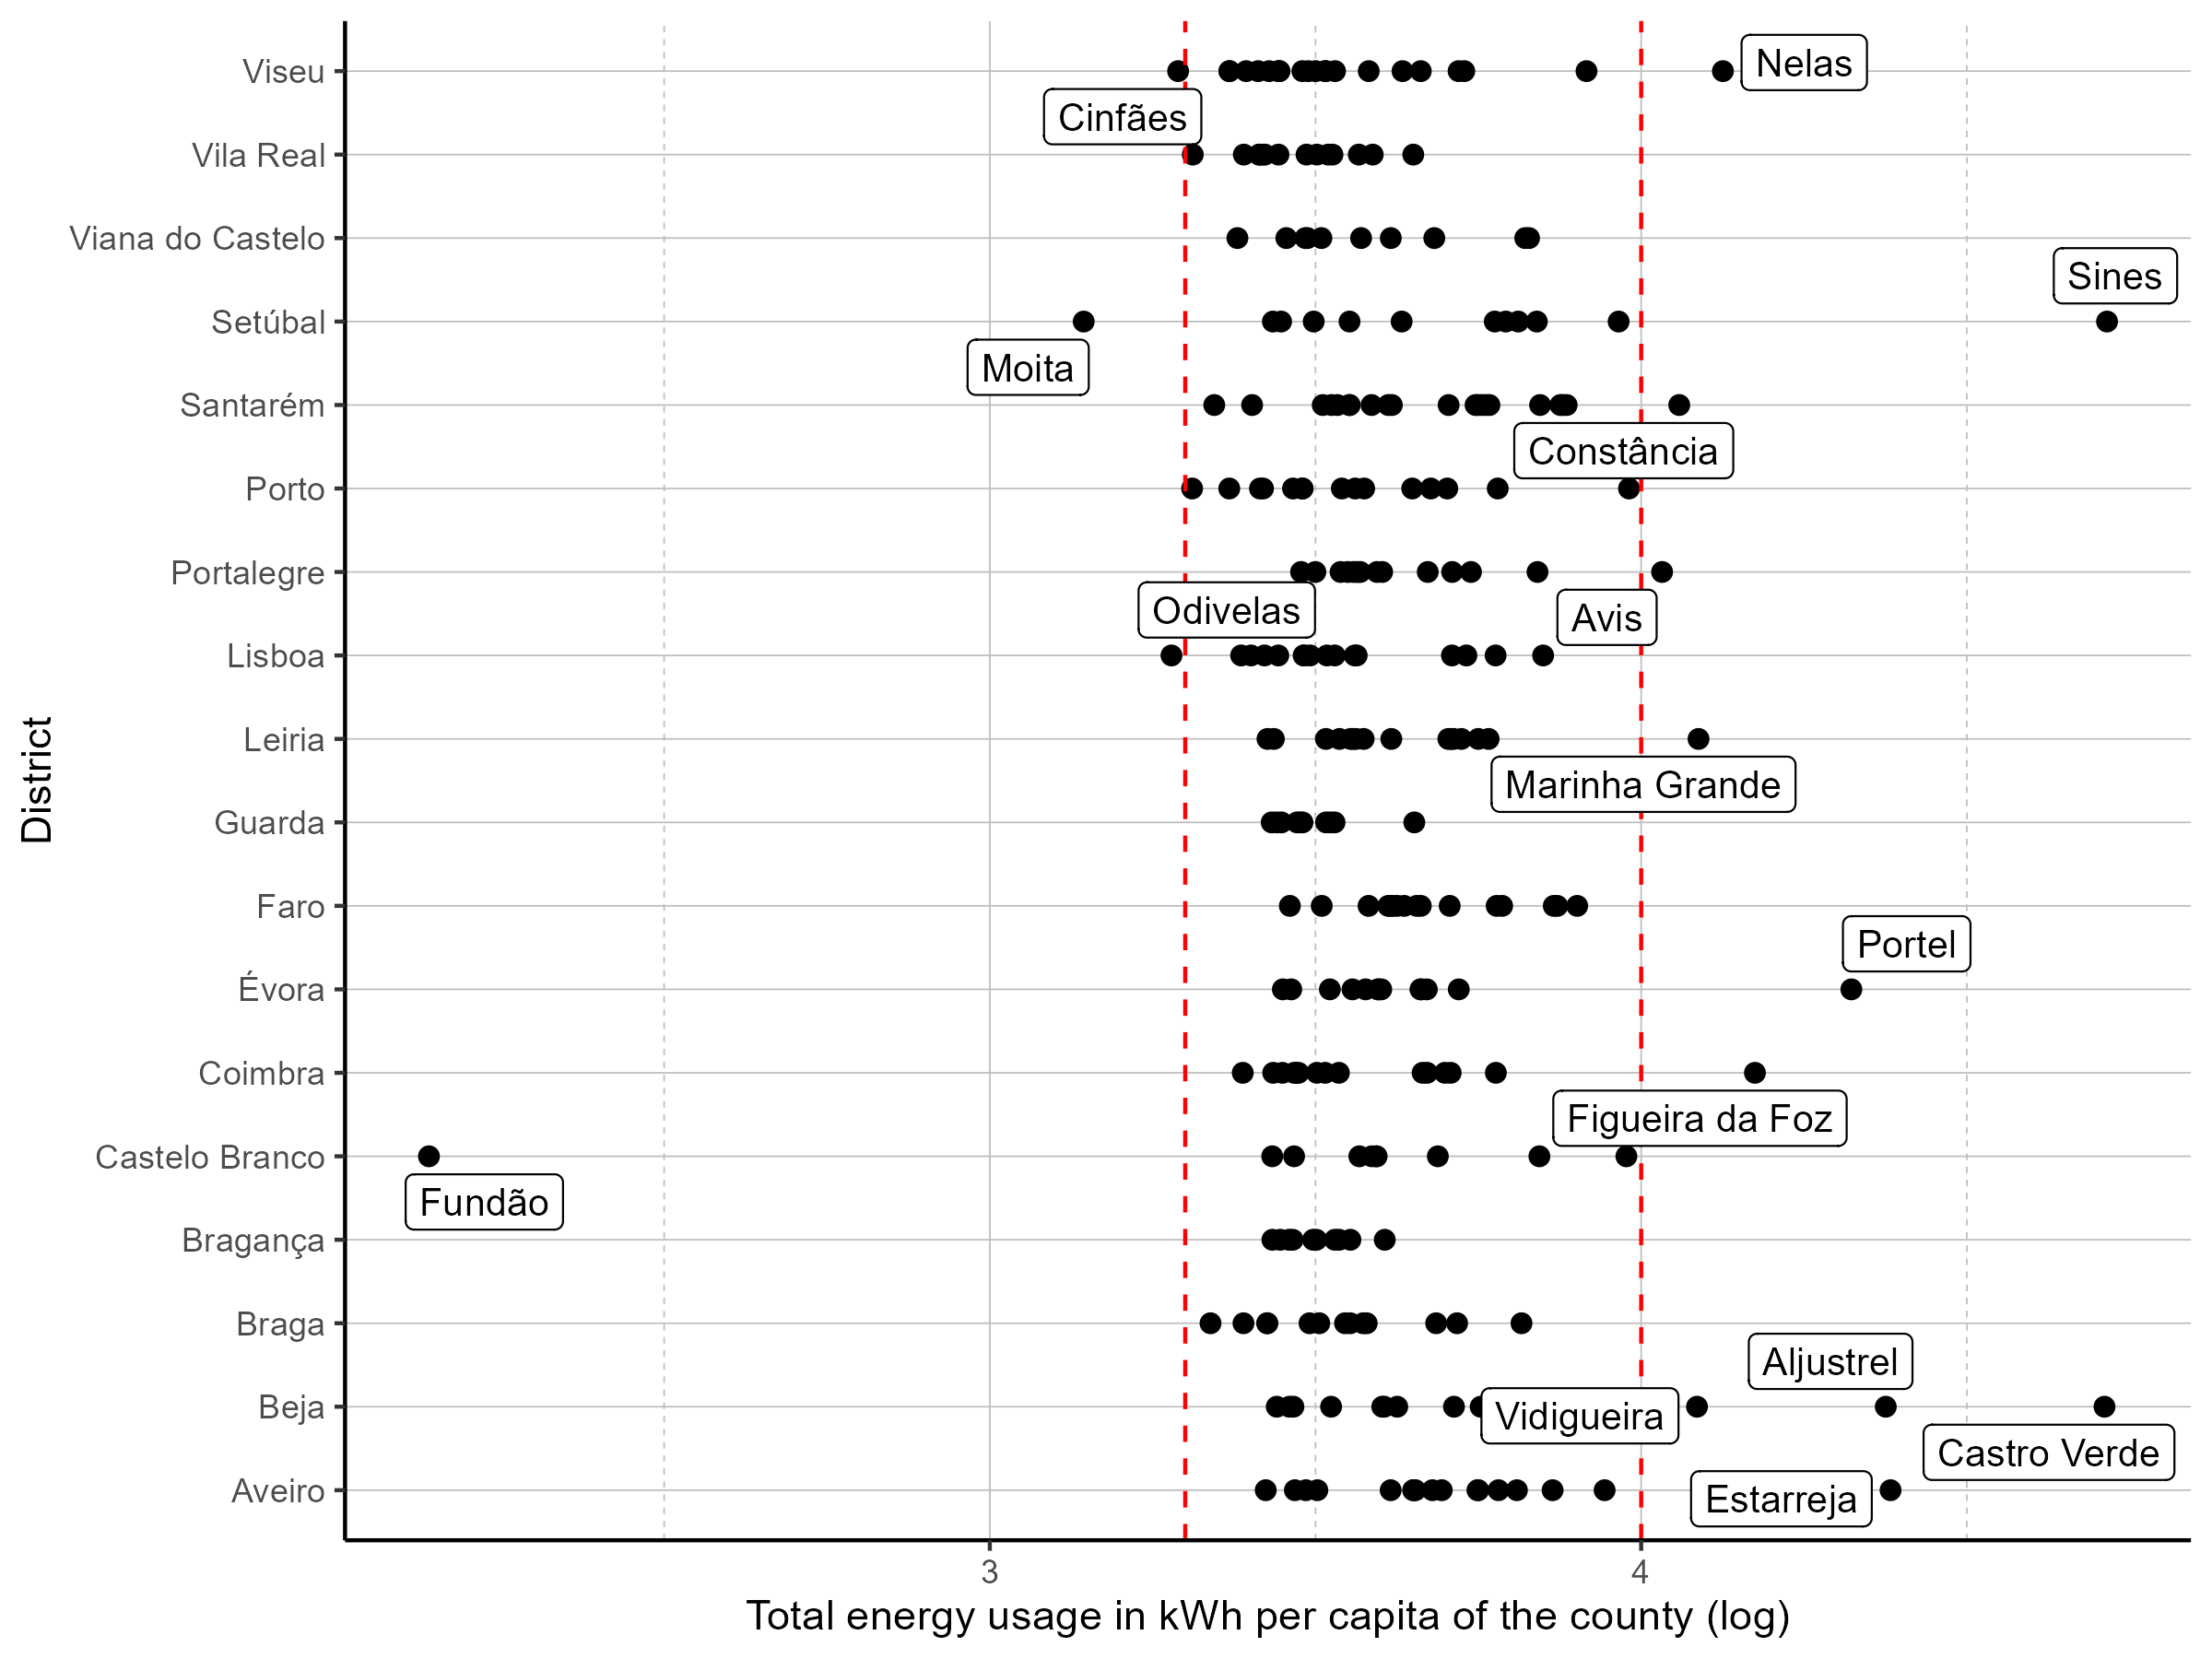 Viseu
Nelas
Cinfães
Vila Real
Viana do Castelo
Sines
Setúbal
Moita
Santarém
Constância
Porto
Portalegre
Odivelas
Avis
Lisboa
Leiria
Marinha Grande
Guarda
Faro
Portel
Évora
Coimbra
Figueira da Foz
Castelo Branco
Fundão
Bragança
Braga
Aljustrel
Beja
Vidigueira
Castro Verde
Aveiro
Estarreja
District
3
4
Total energy usage in kWh per capita of the county (log)